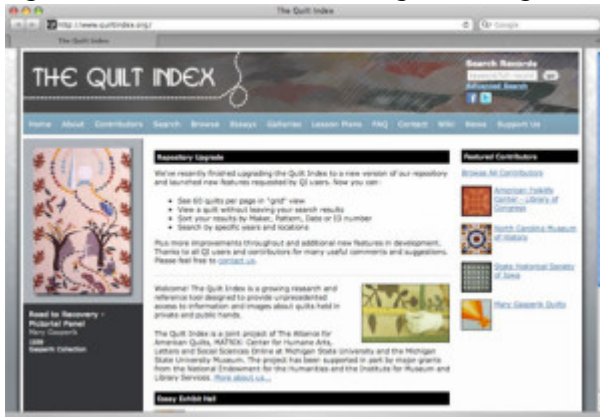 The Quilt Index
http://www.quiltindex.org/
Google
The Quilt Index
THE QUILT INDEX
Search Records
go
Advanced Search
Home About Contributors Search Browse Essays Galleries Lesson Plans FAQ Contact Wiki News Support Us
Repository Upgrade
We've recently finished upgrading the Quilt Index to a new version of our repository
and launched new features requested by QI users. Now you can:
See 60 quilts per page in "grid" view
View a quilt without leaving your search results
Sort your results by Maker, Pattern, Date or ID number
Search by specific years and locations
Plus more improvements throughout and additional new features in development.
Thanks to all QI users and contributors for many useful comments and suggestions.
Please feel free to contact us.
Welcome! The Quilt Index is a growing research and
reference tool designed to provide unprecedented
access to information and images about quilts held in
private and public hands.
The Quilt Index is a joint project of The Alliance for
American Quilts, MATRIX: Center for Humane Arts,
Letters and Social Sciences Online at Michigan State University and the Michigan
State University Museum. The project has been supported in part by major grants
from the National Endowment for the Humanities and the Institute for Museum and
Library Services. More about us...
Essay Exhibit Hall
Featured Contributors
Browse All Contributors
American Folklife
Center - Library of
Congress
North Carolina Museum
of History
State Historical Society
of Iowa
Mary Gasperik Quilts
Road to Recovery -
Pictorial Panel
Mary Gasperik
Gasperik Collection